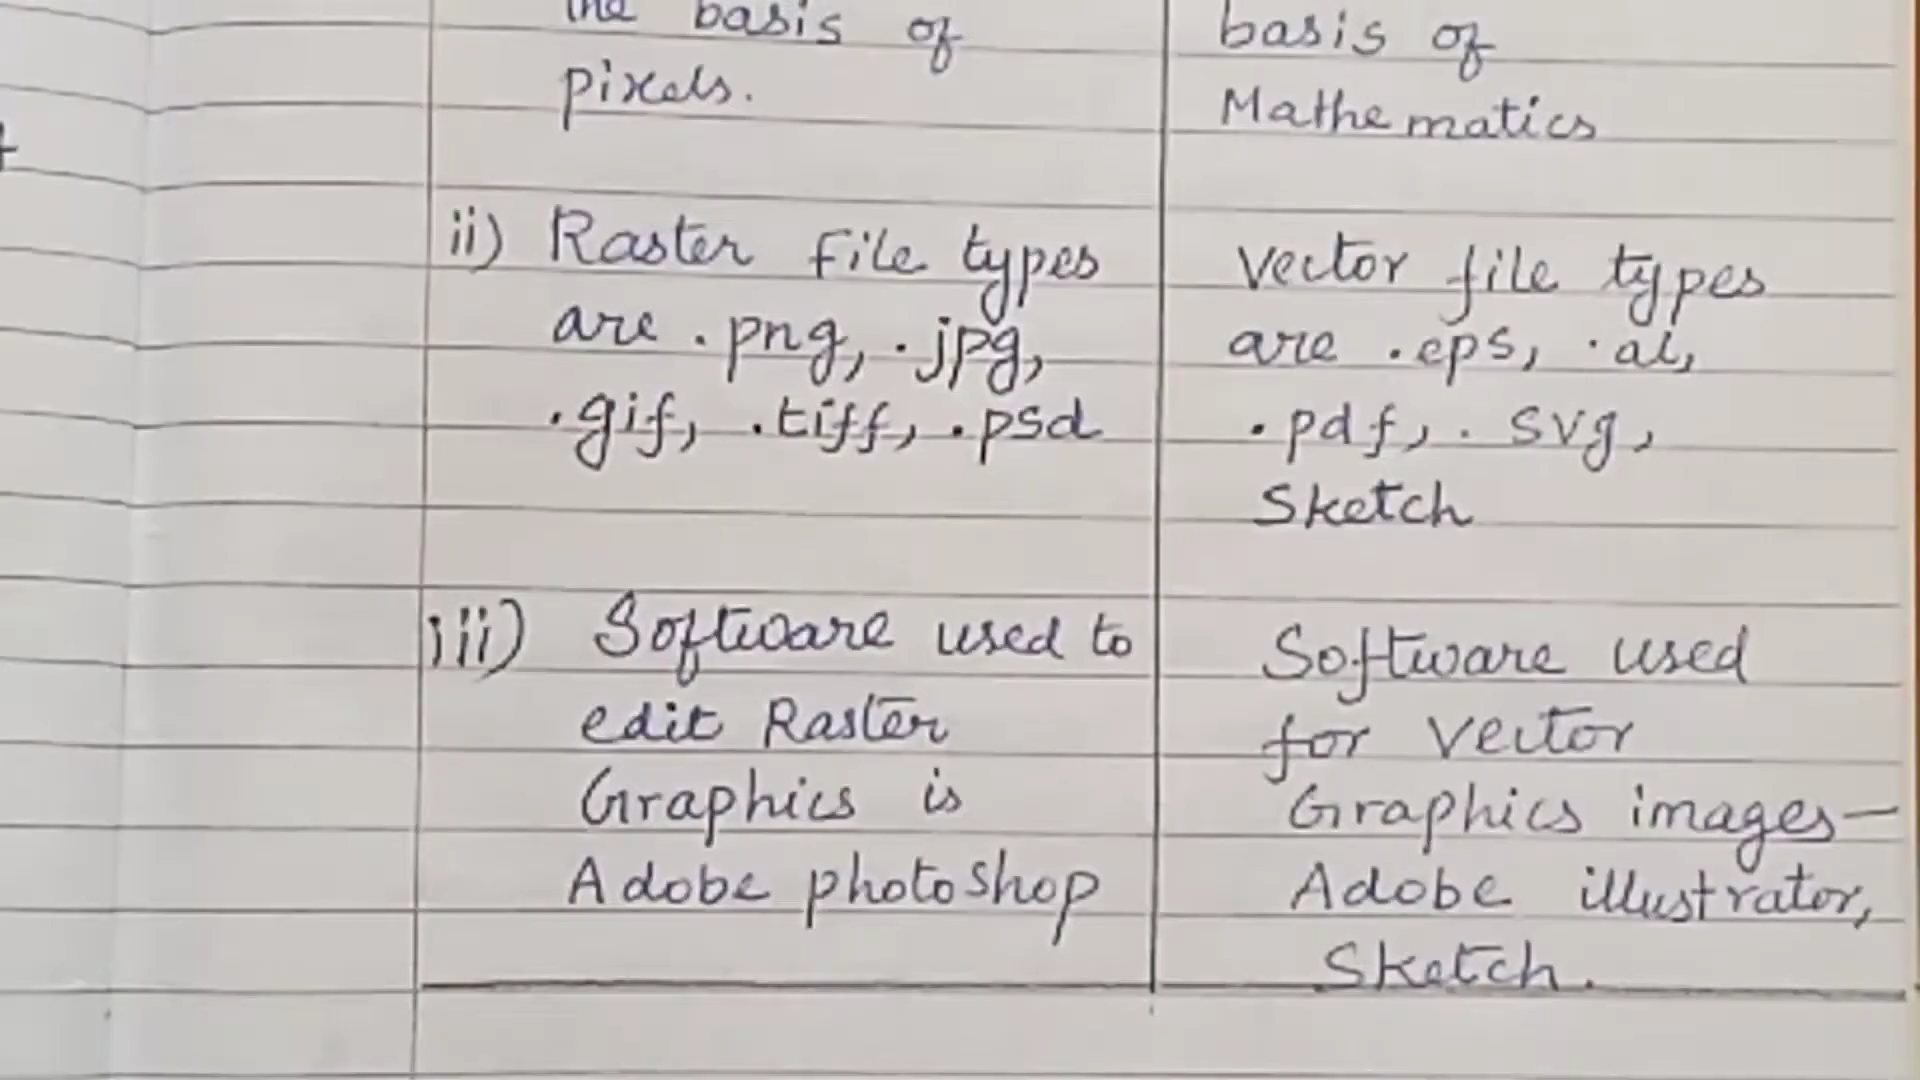 the basis of
pixels.
basis of
Mathematics
ii) Raster file types
are .png, .jpg,
.gif, .tiff, .psd
Vector file types
are .eps, .ai,
.pdf, .svg,
Sketch
iii) Software used to
edit Raster
Graphics is
Adobe photoshop
Software used
for Vector
Graphics images-
Adobe illustrator,
Sketch.